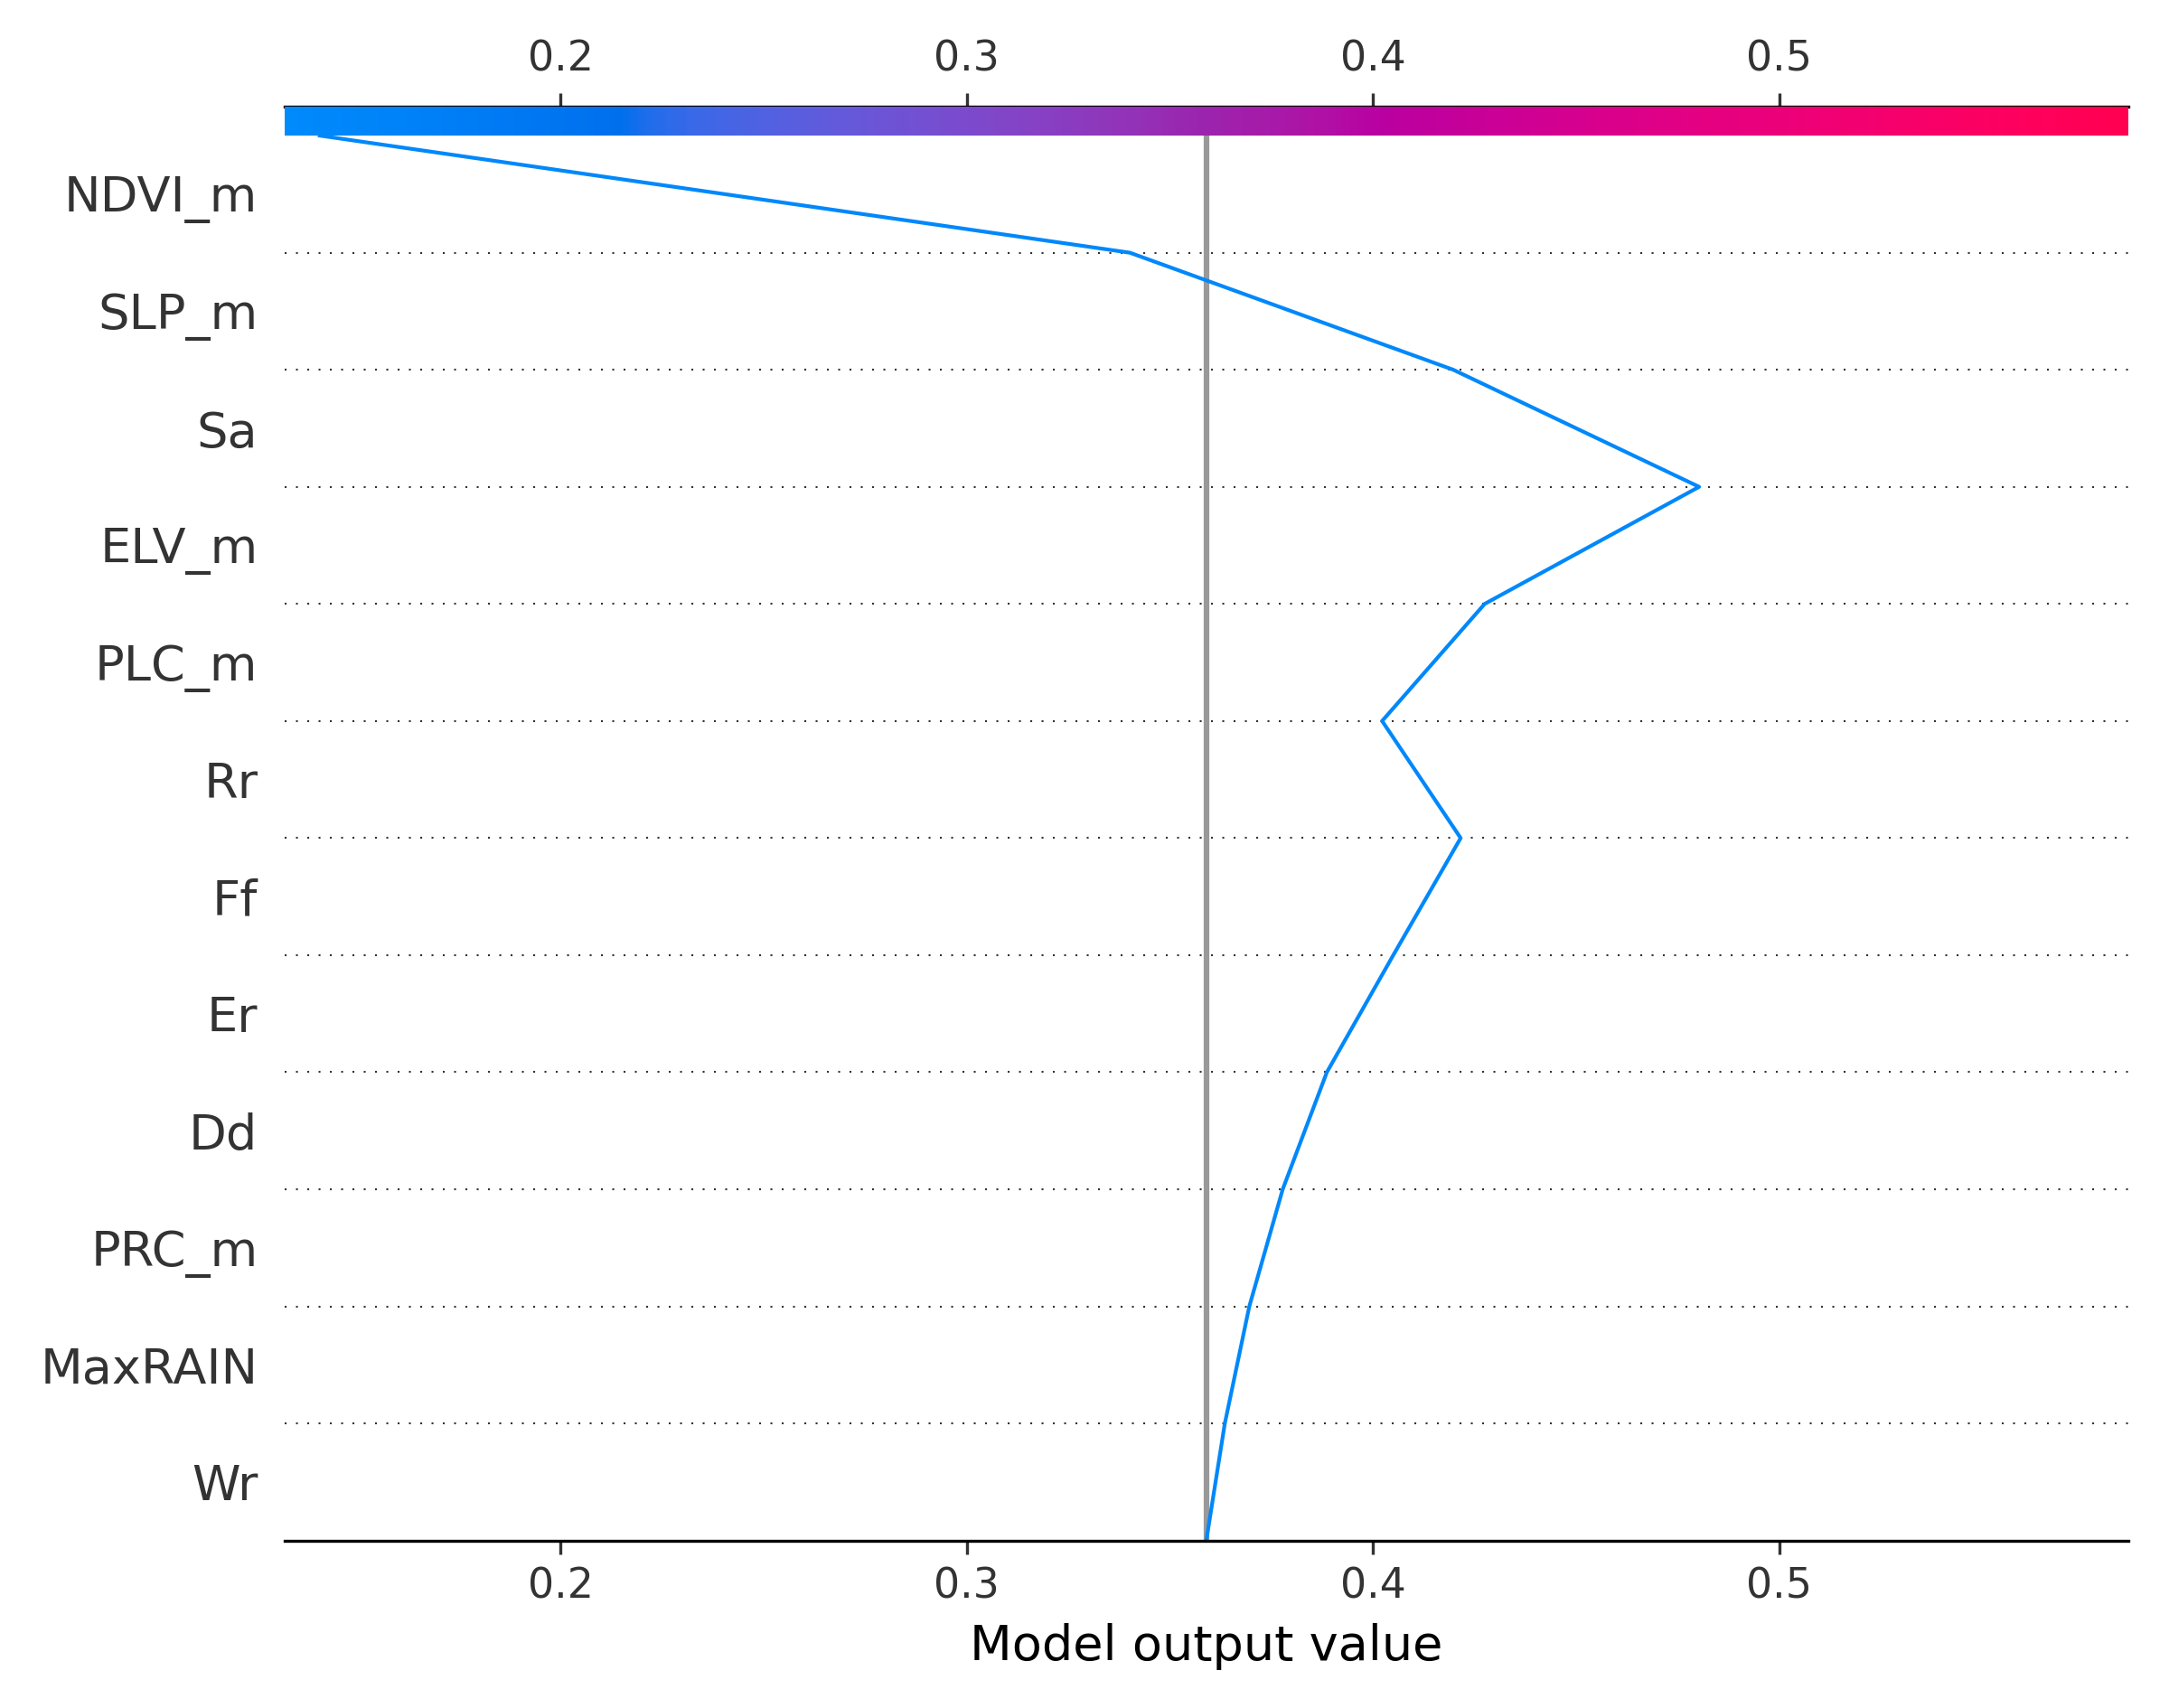 0.2 0.3 0.4 0.5
NDVI_m
SLP_m
Sa
ELV_m
PLC_m
Rr
Ff
Er
Dd
PRC_m
MaxRAIN
Wr
0.2 0.3 0.4 0.5
Model output value